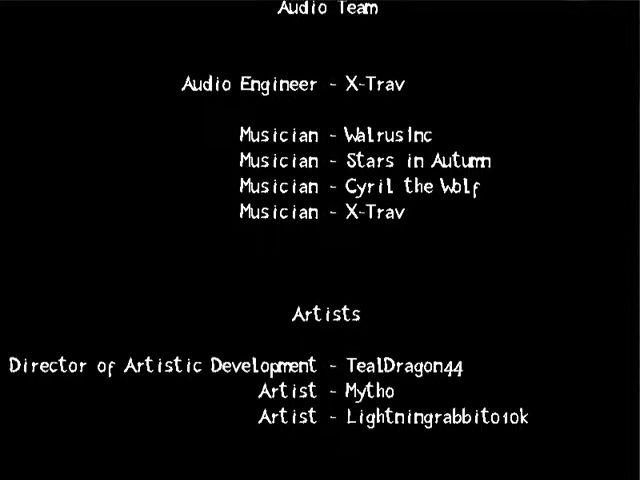 Audio Team
Audio Engineer - X-Trav
Musician - WalrusInc
Musician - Stars in Autumn
Musician - Cyril the Wolf
Musician - X-Trav
Artists
Director of Artistic Development - TealDragon44
Artist - Mytho
Artist - Lightningrabbit010k